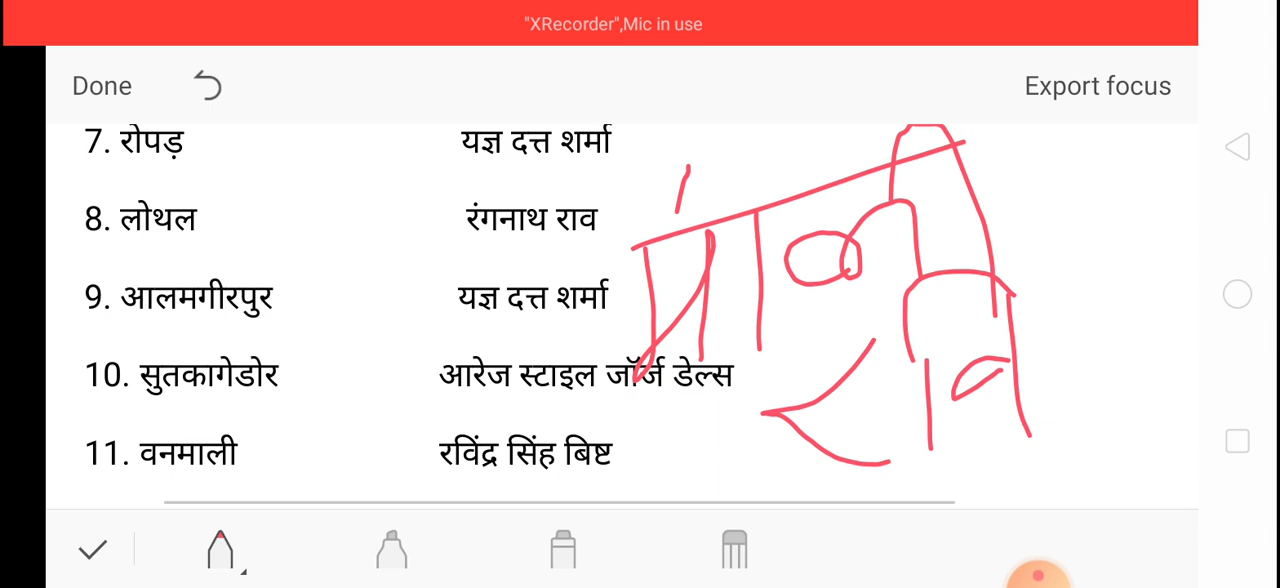 "XRecorder",Mic in use
Done Export focus
7. रोपड़ यज्ञ दत्त शर्मा
8. लोथल रंगनाथ राव
9. आलमगीरपुर यज्ञ दत्त शर्मा
10. सुतकागेडोर आरेज स्टाइल जॉर्ज डेल्स
11. वनमाली रविंद्र सिंह बिष्ट